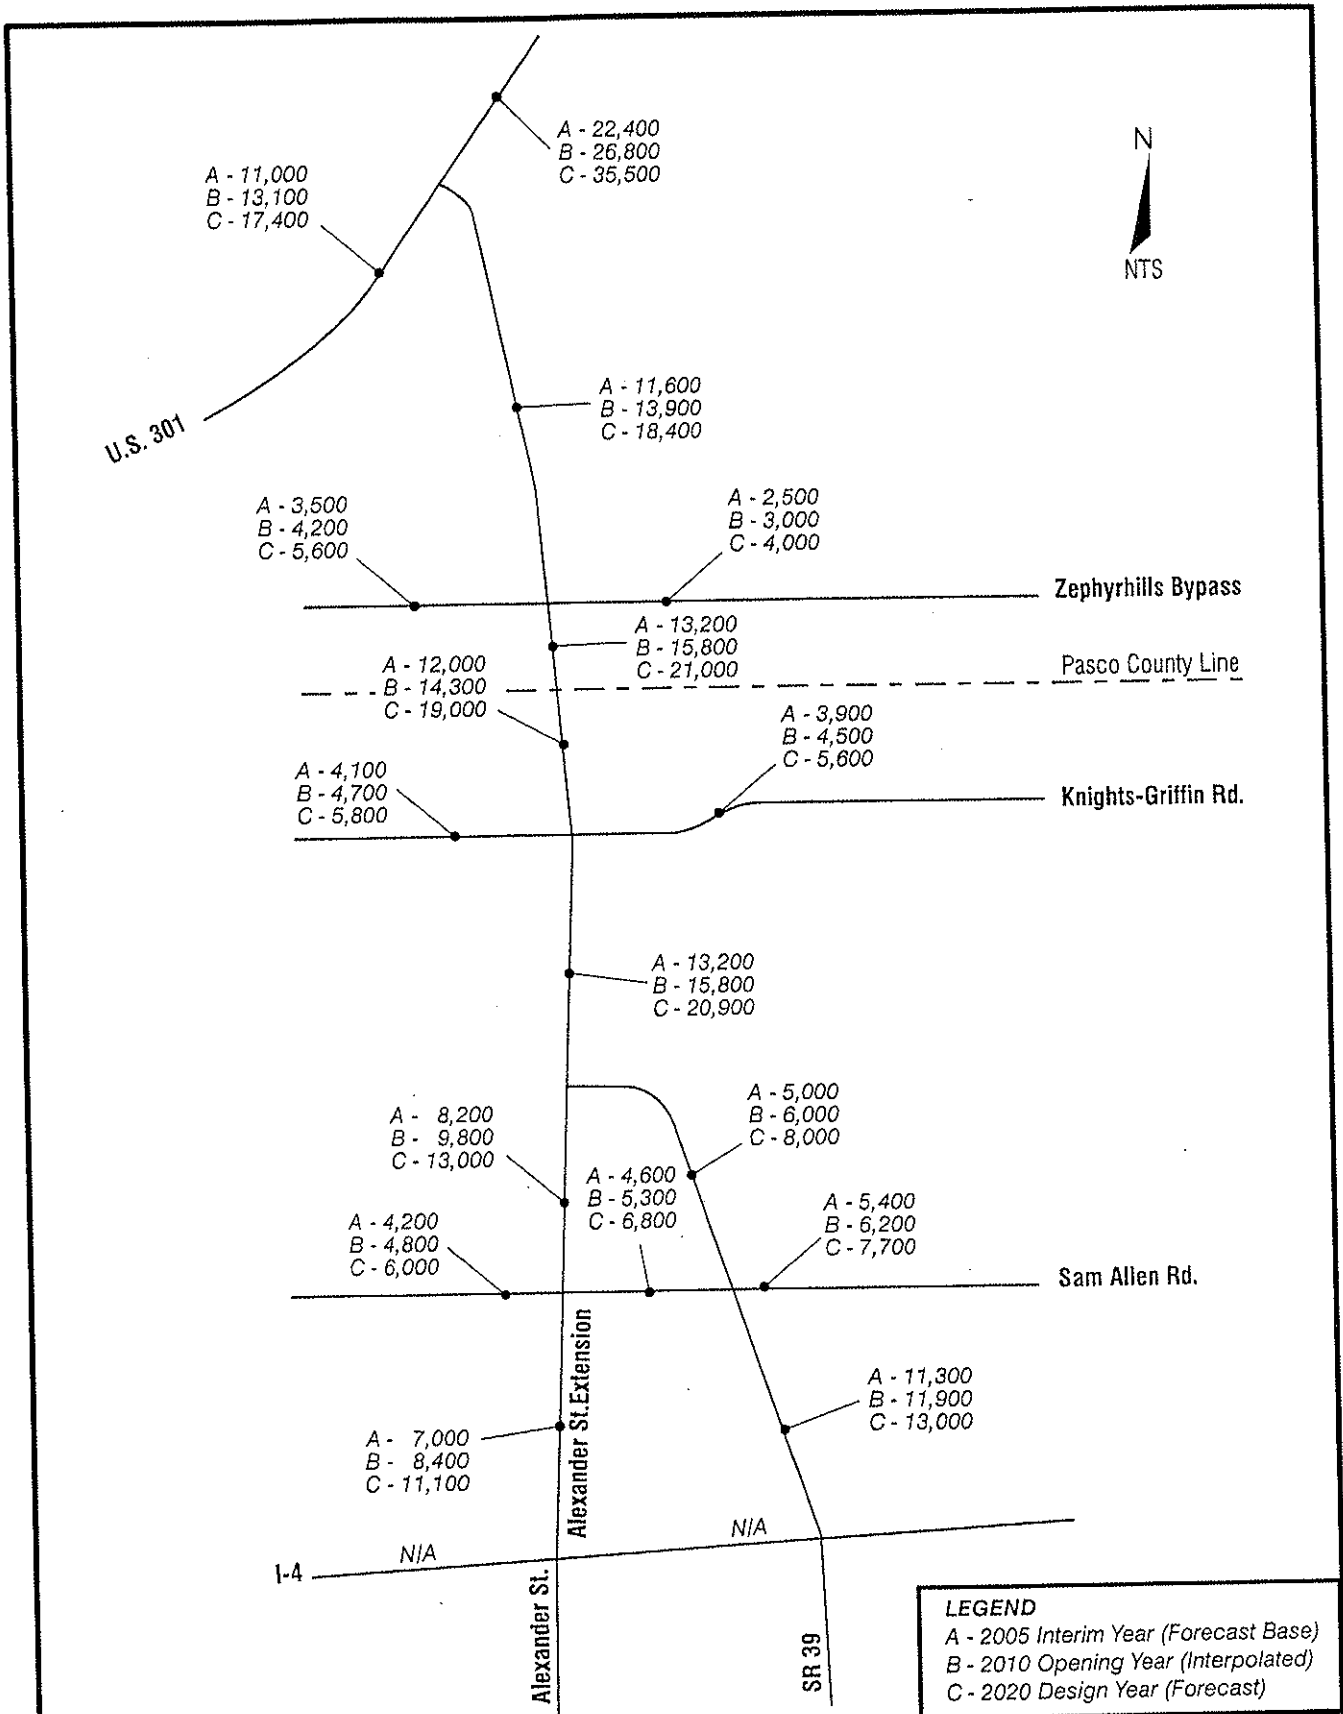 A - 22,400
B - 26,800
C - 35,500
N
NTS
A - 11,000
B - 13,100
C - 17,400
U.S. 301
A - 11,600
B - 13,900
C - 18,400
A - 3,500
B - 4,200
C - 5,600
A - 2,500
B - 3,000
C - 4,000
Zephyrhills Bypass
A - 13,200
B - 15,800
C - 21,000
Pasco County Line
A - 12,000
B - 14,300
C - 19,000
A - 3,900
B - 4,500
C - 5,600
A - 4,100
B - 4,700
C - 5,800
Knights-Griffin Rd.
A - 13,200
B - 15,800
C - 20,900
A - 5,000
B - 6,000
C - 8,000
A - 8,200
B - 9,800
C - 13,000
A - 4,600
B - 5,300
C - 6,800
A - 5,400
B - 6,200
C - 7,700
A - 4,200
B - 4,800
C - 6,000
Sam Allen Rd.
Alexander St. Extension
A - 11,300
B - 11,900
C - 13,000
A - 7,000
B - 8,400
C - 11,100
I-4
N/A
N/A
Alexander St.
SR 39
LEGEND
A - 2005 Interim Year (Forecast Base)
B - 2010 Opening Year (Interpolated)
C - 2020 Design Year (Forecast)